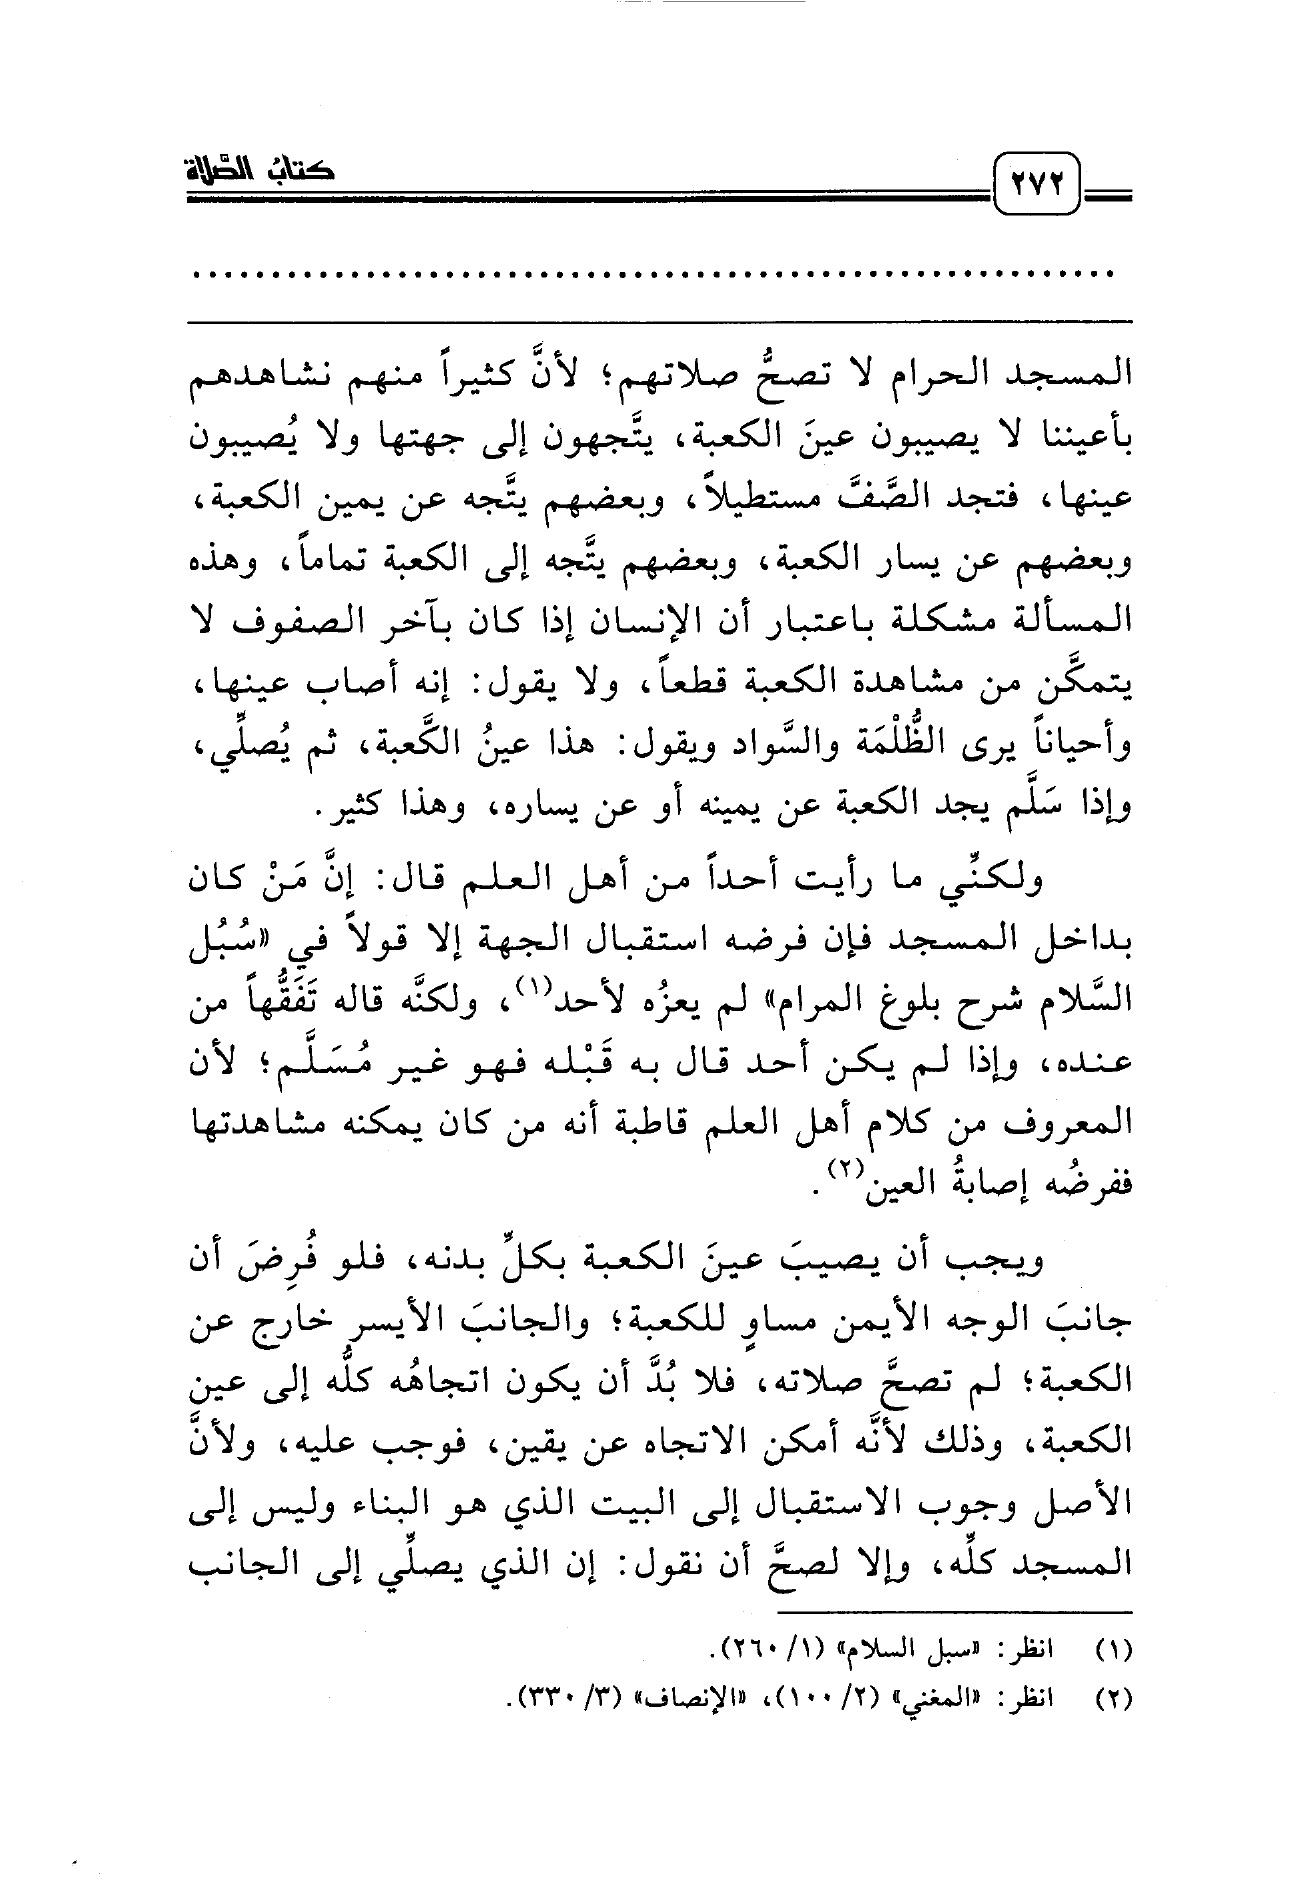 كتابُ الصَّلاة
٢٧٢
المسجد الحرام لا تصحُّ صلاتهم؛ لأنَّ كثيراً منهم نشاهدهم
بأعيننا لا يصيبون عينَ الكعبة، يتَّجهون إلى جهتها ولا يُصيبون
عينها، فتجد الصَّفَّ مستطيلاً، وبعضهم يتَّجه عن يمين الكعبة،
وبعضهم عن يسار الكعبة، وبعضهم يتَّجه إلى الكعبة تماماً، وهذه
المسألة مشكلة باعتبار أن الإنسان إذا كان بآخر الصفوف لا
يتمكَّن من مشاهدة الكعبة قطعاً، ولا يقول: إنه أصاب عينها،
وأحياناً يرى الظُّلْمَة والسَّواد ويقول: هذا عينُ الكَّعبة، ثم يُصلِّي،
وإذا سَلَّم يجد الكعبة عن يمينه أو عن يساره، وهذا كثير.
ولكنِّي ما رأيت أحداً من أهل العلم قال: إنَّ مَنْ كان
بداخل المسجد فإن فرضه استقبال الجهة إلا قولاً في «سُبُل
السَّلام شرح بلوغ المرام» لم يعزُه لأحد(١)، ولكنَّه قاله تَفَقُّهاً من
عنده، وإذا لم يكن أحد قال به قَبْله فهو غير مُسَلَّم؛ لأن
المعروف من كلام أهل العلم قاطبة أنه من كان يمكنه مشاهدتها
ففرضُه إصابةُ العين(٢).
ويجب أن يصيبَ عينَ الكعبة بكلِّ بدنه، فلو فُرِضَ أن
جانبَ الوجه الأيمن مساوٍ للكعبة؛ والجانبَ الأيسر خارج عن
الكعبة؛ لم تصحَّ صلاته، فلا بُدَّ أن يكون اتجاهُه كلُّه إلى عين
الكعبة، وذلك لأنَّه أمكن الاتجاه عن يقين، فوجب عليه، ولأنَّ
الأصل وجوب الاستقبال إلى البيت الذي هو البناء وليس إلى
المسجد كلِّه، وإلا لصحَّ أن نقول: إن الذي يصلِّي إلى الجانب
(١) انظر: «سبل السلام» (١/ ٢٦٠).
(٢) انظر: «المغني» (٢/ ١٠٠)، «الإنصاف» (٣/ ٣٣٠).